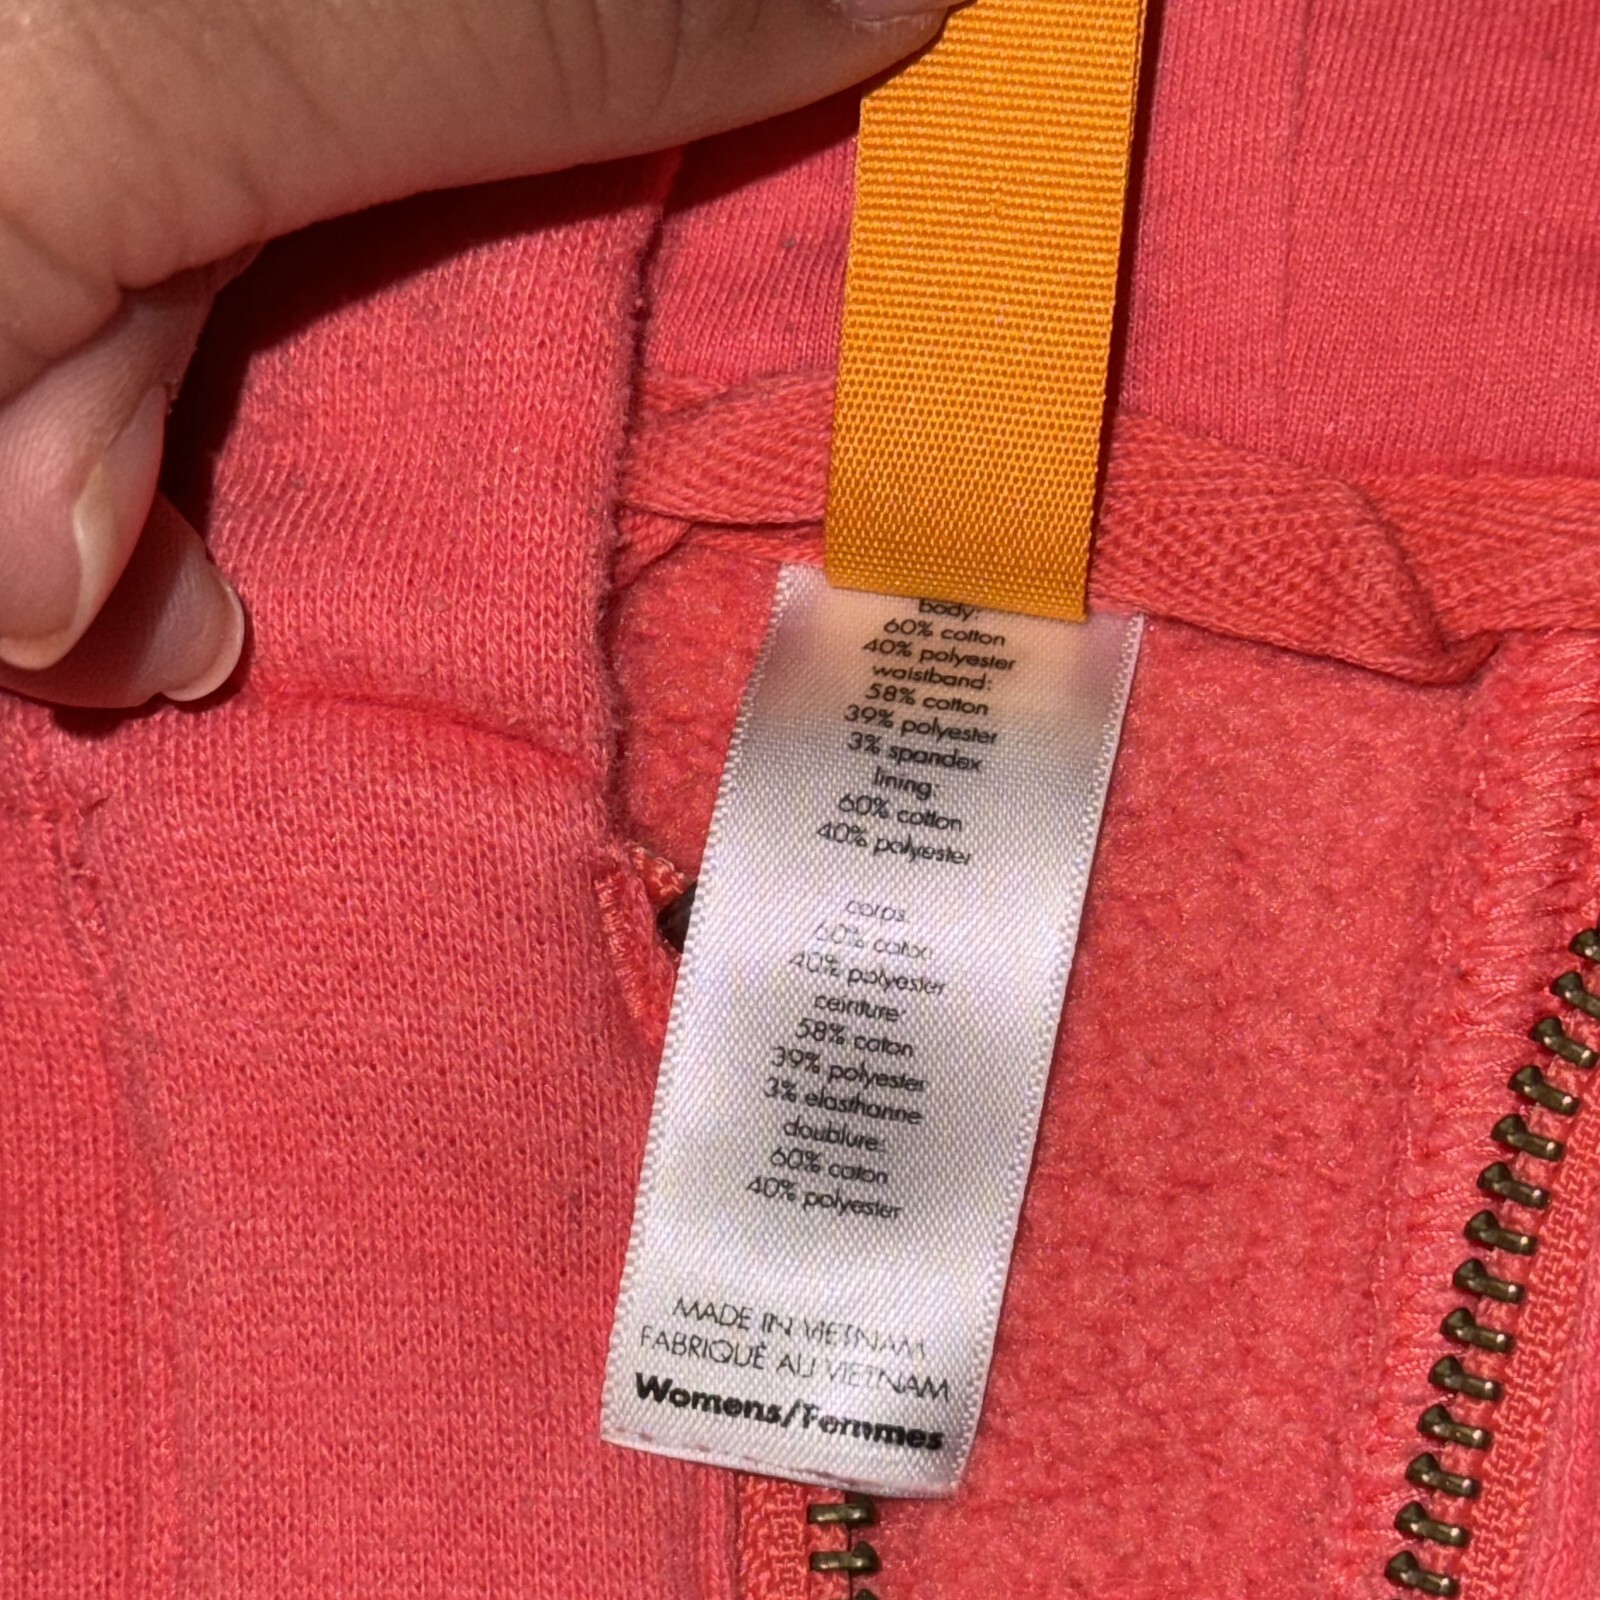 body:
60% cotton
40% polyester
waistband:
58% cotton
39% polyester
3% spandex
lining:
60% cotton
40% polyester
corps:
60% coton
40% polyester
ceinture:
58% coton
39% polyester
3% elasthanne
doublure:
60% coton
40% polyester
MADE IN VIETNAM
FABRIQUÉ AU VIETNAM
Womens/Femmes